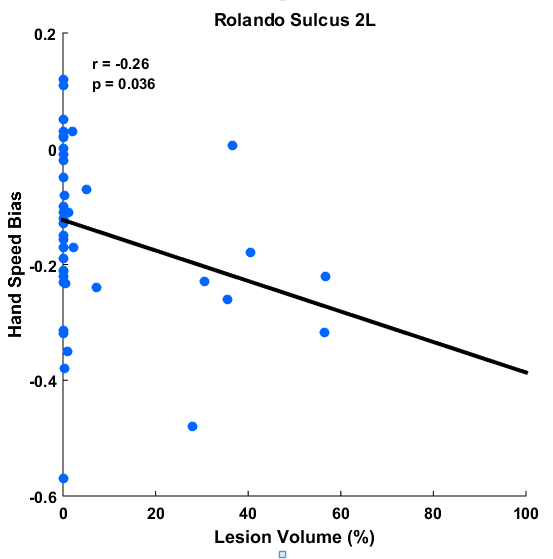 Rolando Sulcus 2L
r = -0.26
p = 0.036
Hand Speed Bias
0.2
0
-0.2
-0.4
-0.6
0 20 40 60 80 100
Lesion Volume (%)